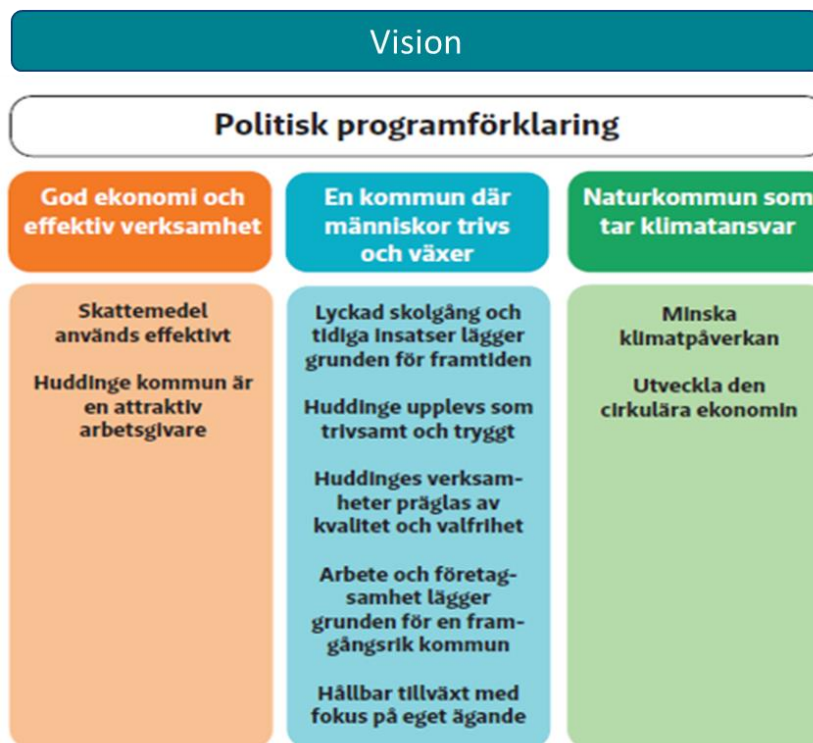 Vision
Politisk programförklaring
God ekonomi och
effektiv verksamhet
Skattemedel
används effektivt
Huddinge kommun är
en attraktiv
arbetsgivare
En kommun där
människor trivs
och växer
Lyckad skolgång och
tidiga insatser lägger
grunden för framtiden
Huddinge upplevs som
trivsamt och tryggt
Huddinges verksam-
heter präglas av
kvalitet och valfrihet
Arbete och företag-
samhet lägger
grunden för en fram-
gångsrik kommun
Hållbar tillväxt med
fokus på eget ägande
Naturkommun som
tar klimatansvar
Minska
klimatpåverkan
Utveckla den
cirkulära ekonomin